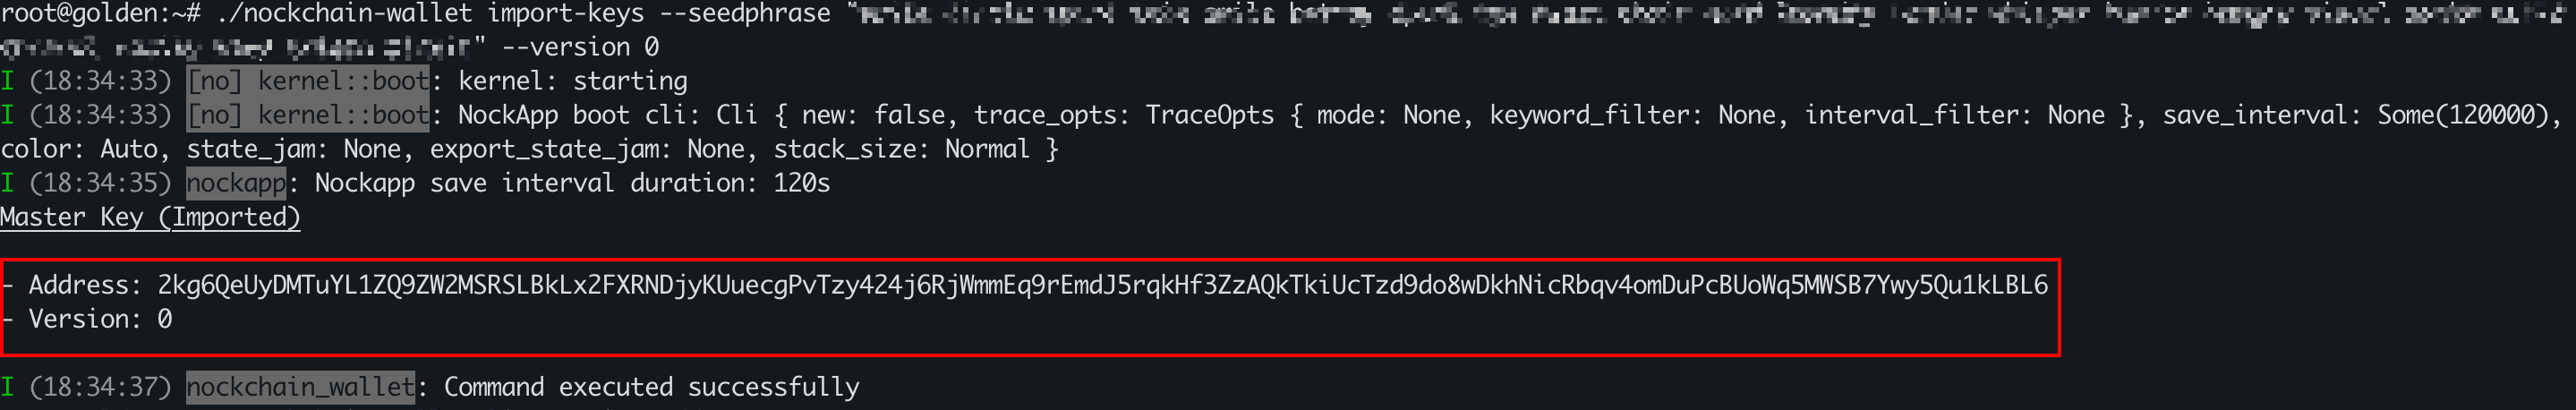 root@golden:~# ./nockchain-wallet import-keys --seedphrase "
" --version 0
I (18:34:33) [no] kernel::boot: kernel: starting
I (18:34:33) [no] kernel::boot: NockApp boot cli: Cli { new: false, trace_opts: TraceOpts { mode: None, keyword_filter: None, interval_filter: None }, save_interval: Some(120000),
color: Auto, state_jam: None, export_state_jam: None, stack_size: Normal }
I (18:34:35) nockapp: Nockapp save interval duration: 120s
Master Key (Imported)
- Address: 2kg6QeUyDMTuYL1ZQ9ZW2MSRSLBkLx2FXRNDjyKUuecgPvTzy424j6RjWmmEq9rEmdJ5rqkHf3ZzAQkTkiUcTzd9do8wDkhNicRbqv4omDuPcBUoWq5MWSB7Ywy5Qu1kLBL6
- Version: 0
I (18:34:37) nockchain_wallet: Command executed successfully